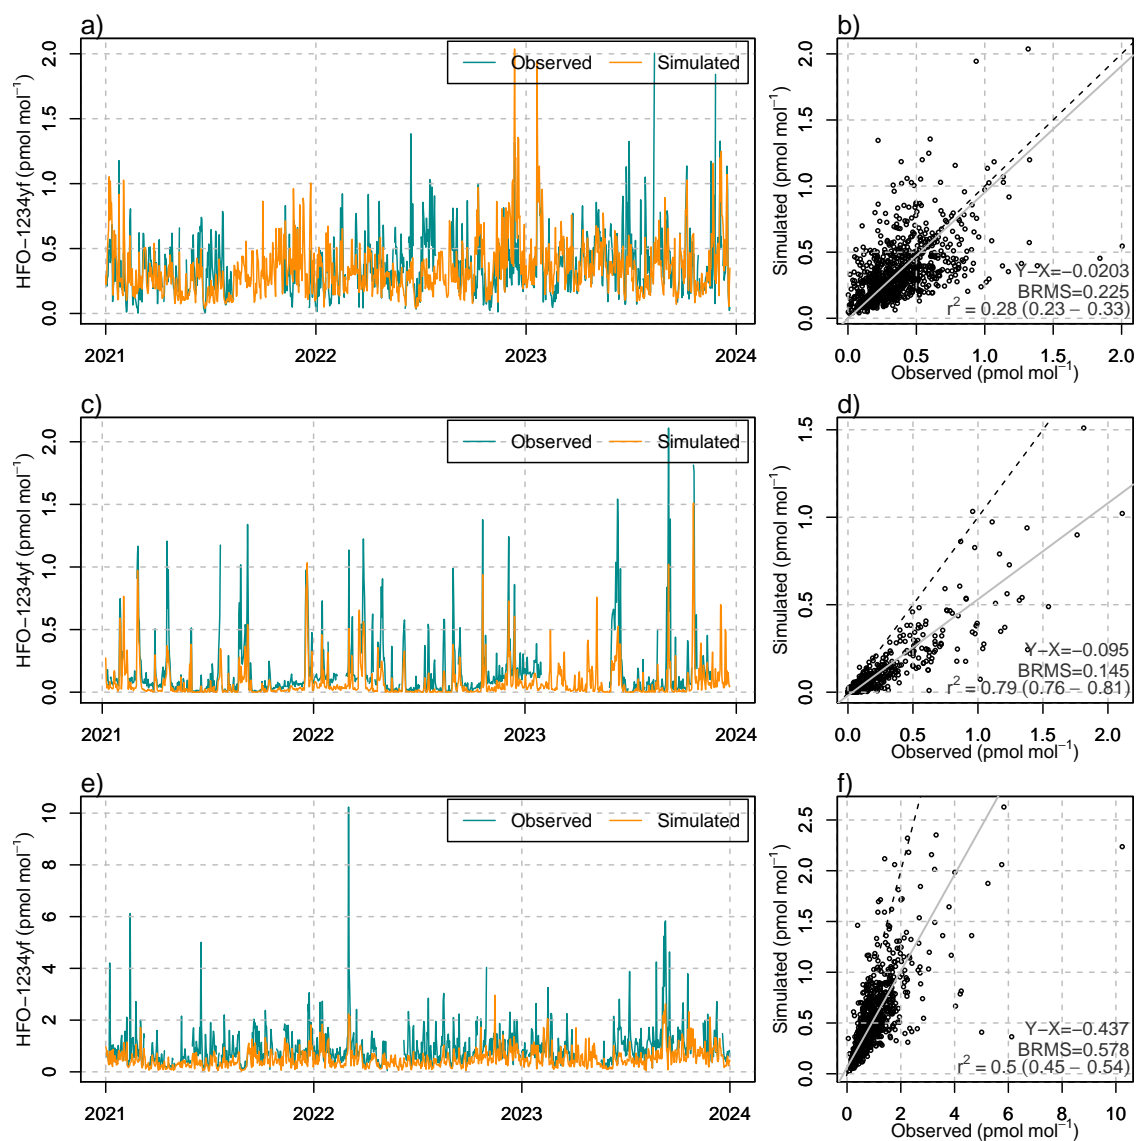 a)
HFO−1234yf (pmol mol−1)
2.0
1.5
1.0
0.5
0.0
Observed Simulated
2021 2022 2023 2024
b)
Simulated (pmol mol−1)
2.0
1.5
1.0
0.5
0.0
Y−X=−0.0203
BRMS=0.225
r2 = 0.28 (0.23 − 0.33)
0.0 0.5 1.0 1.5 2.0
Observed (pmol mol−1)
c)
HFO−1234yf (pmol mol−1)
2.0
1.5
1.0
0.5
0.0
Observed Simulated
2021 2022 2023 2024
d)
Simulated (pmol mol−1)
1.5
1.0
0.5
0.0
Y−X=−0.095
BRMS=0.145
r2 = 0.79 (0.76 − 0.81)
0.0 0.5 1.0 1.5 2.0
Observed (pmol mol−1)
e)
HFO−1234yf (pmol mol−1)
10
8
6
4
2
0
Observed Simulated
2021 2022 2023 2024
f)
Simulated (pmol mol−1)
2.5
2.0
1.5
1.0
0.5
0.0
Y−X=−0.437
BRMS=0.578
r2 = 0.5 (0.45 − 0.54)
0 2 4 6 8 10
Observed (pmol mol−1)